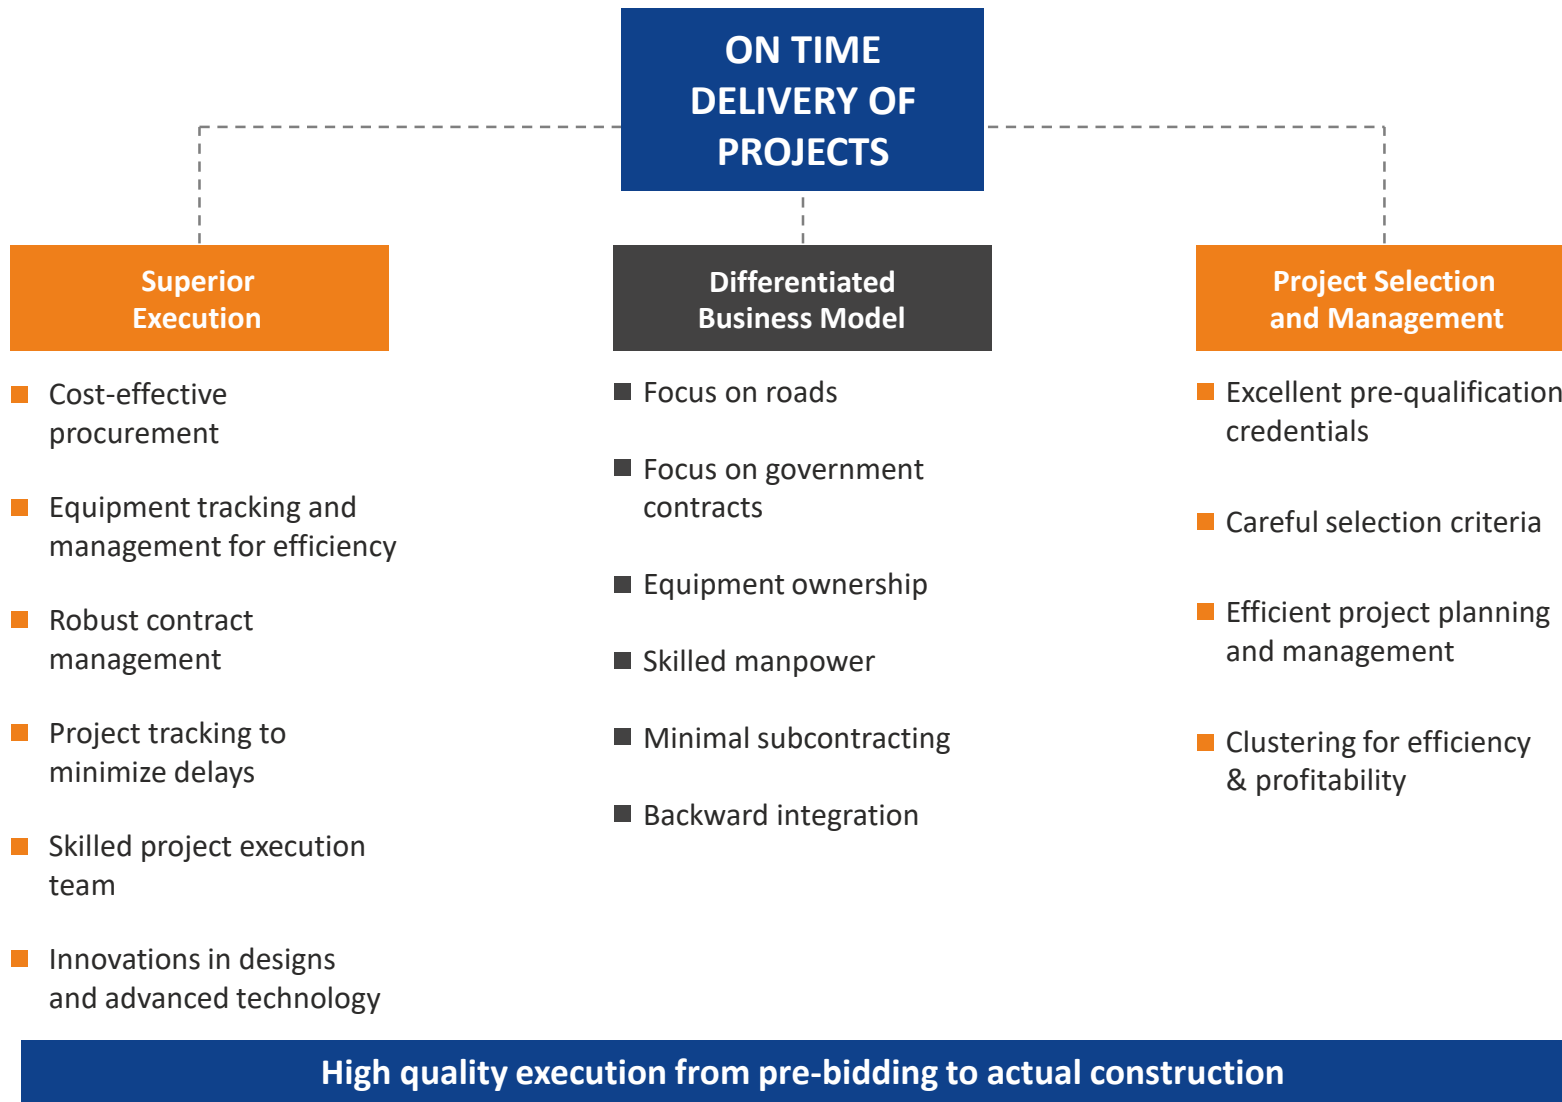 ON TIME
DELIVERY OF
PROJECTS
Superior
Execution
Cost-effective
procurement
Equipment tracking and
management for efficiency
Robust contract
management
Project tracking to
minimize delays
Skilled project execution
team
Innovations in designs
and advanced technology
Differentiated
Business Model
Focus on roads
Focus on government
contracts
Equipment ownership
Skilled manpower
Minimal subcontracting
Backward integration
Project Selection
and Management
Excellent pre-qualification
credentials
Careful selection criteria
Efficient project planning
and management
Clustering for efficiency
& profitability
High quality execution from pre-bidding to actual construction